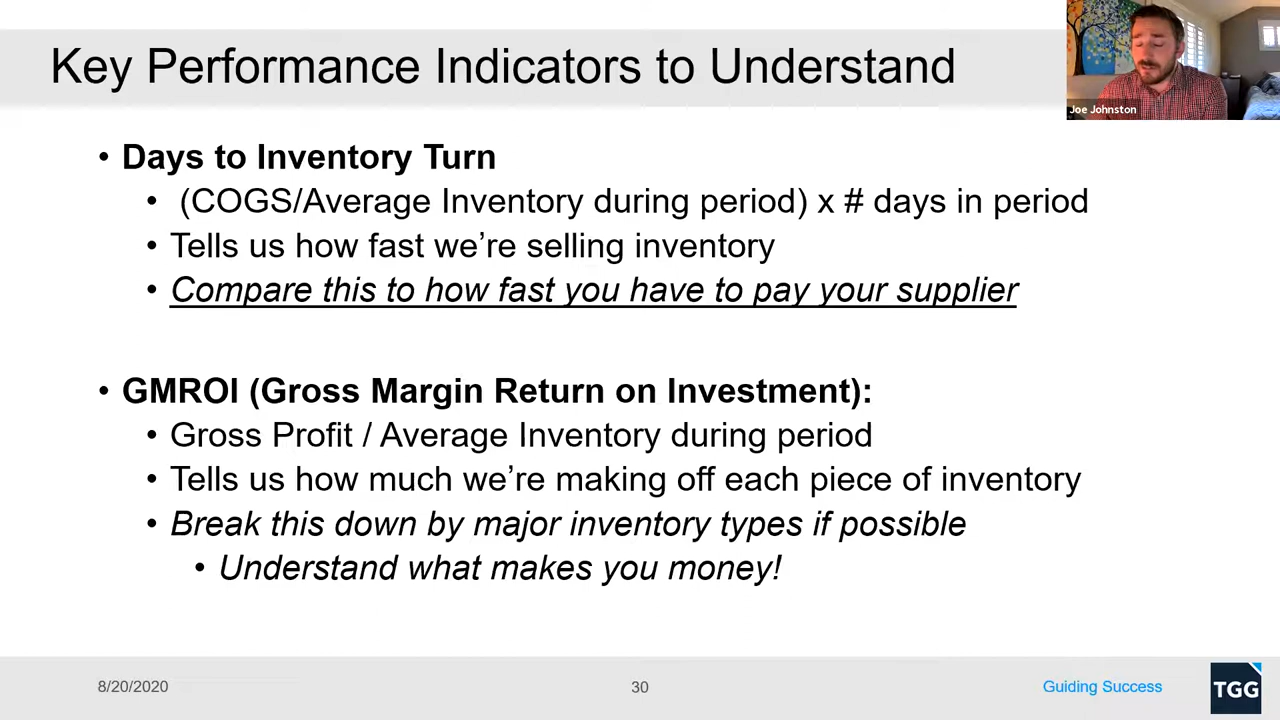 Key Performance Indicators to Understand
Joe Johnston
• Days to Inventory Turn
• (COGS/Average Inventory during period) x # days in period
• Tells us how fast we’re selling inventory
• Compare this to how fast you have to pay your supplier
• GMROI (Gross Margin Return on Investment):
• Gross Profit / Average Inventory during period
• Tells us how much we’re making off each piece of inventory
• Break this down by major inventory types if possible
• Understand what makes you money!
8/20/2020
30
Guiding Success
TGG